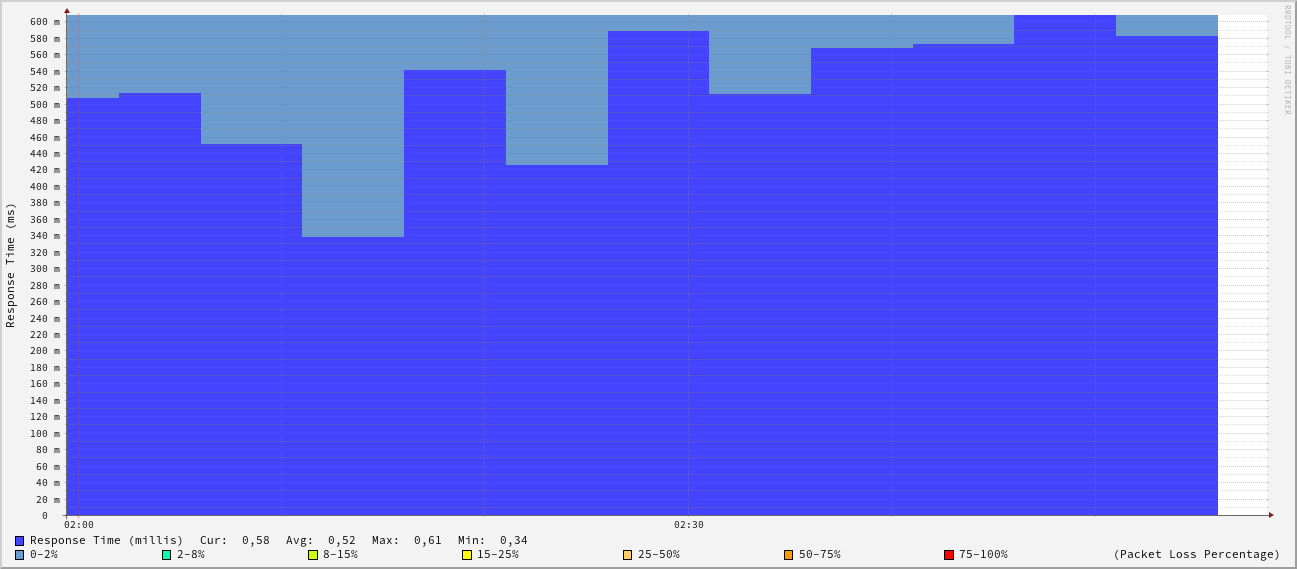 RRDTOOL / TOBI OETIKER
Response Time (ms)
600 m
580 m
560 m
540 m
520 m
500 m
480 m
460 m
440 m
420 m
400 m
380 m
360 m
340 m
320 m
300 m
280 m
260 m
240 m
220 m
200 m
180 m
160 m
140 m
120 m
100 m
80 m
60 m
40 m
20 m
0
02:00 02:30
Response Time (millis) Cur: 0,58 Avg: 0,52 Max: 0,61 Min: 0,34
0-2% 2-8% 8-15% 15-25% 25-50% 50-75% 75-100% (Packet Loss Percentage)